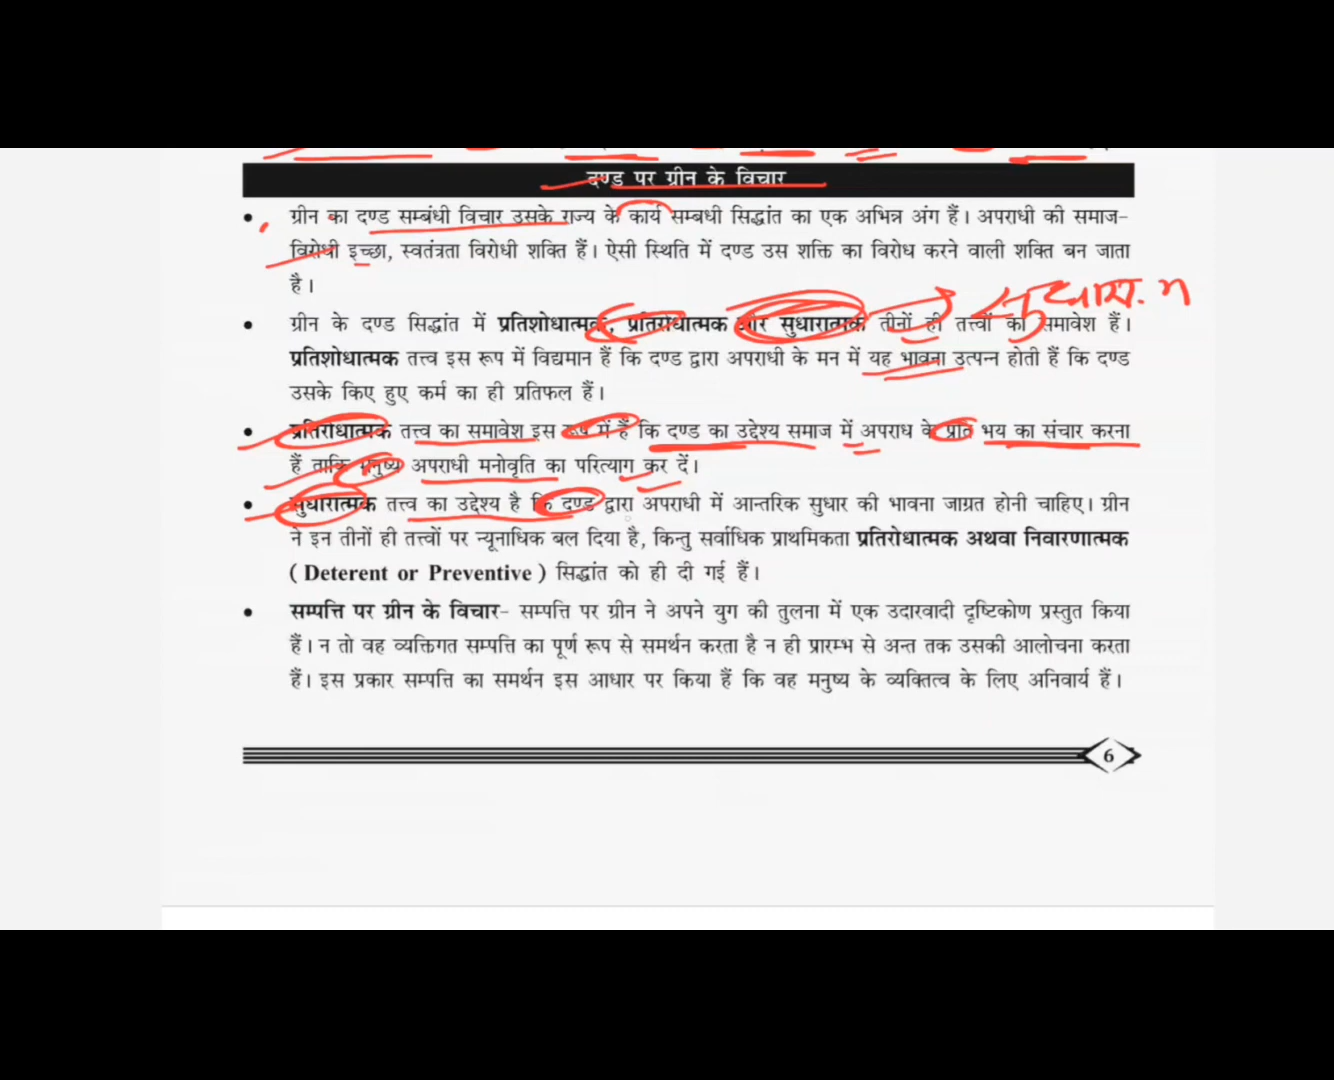 दण्ड पर ग्रीन के विचार
• ग्रीन का दण्ड सम्बंधी विचार उसके राज्य के कार्य सम्बधी सिद्धांत का एक अभिन्न अंग हैं। अपराधी की समाज-
विरोधी इच्छा, स्वतंत्रता विरोधी शक्ति हैं। ऐसी स्थिति में दण्ड उस शक्ति का विरोध करने वाली शक्ति बन जाता
है।
• ग्रीन के दण्ड सिद्धांत में प्रतिशोधात्मक, प्रतिरोधात्मक और सुधारात्मक तीनों ही तत्त्वों का समावेश हैं।
प्रतिशोधात्मक तत्त्व इस रूप में विद्यमान हैं कि दण्ड द्वारा अपराधी के मन में यह भावना उत्पन्न होती हैं कि दण्ड
उसके किए हुए कर्म का ही प्रतिफल हैं।
• प्रतिरोधात्मक तत्त्व का समावेश इस रूप में हैं कि दण्ड का उद्देश्य समाज में अपराध के प्रति भय का संचार करना
हैं ताकि मनुष्य अपराधी मनोवृति का परित्याग कर दें।
• सुधारात्मक तत्त्व का उद्देश्य है कि दण्ड द्वारा अपराधी में आन्तरिक सुधार की भावना जाग्रत होनी चाहिए। ग्रीन
ने इन तीनों ही तत्त्वों पर न्यूनाधिक बल दिया है, किन्तु सर्वाधिक प्राथमिकता प्रतिरोधात्मक अथवा निवारणात्मक
( Deterent or Preventive ) सिद्धांत को ही दी गई हैं।
• सम्पत्ति पर ग्रीन के विचार- सम्पत्ति पर ग्रीन ने अपने युग की तुलना में एक उदारवादी दृष्टिकोण प्रस्तुत किया
हैं। न तो वह व्यक्तिगत सम्पत्ति का पूर्ण रूप से समर्थन करता है न ही प्रारम्भ से अन्त तक उसकी आलोचना करता
हैं। इस प्रकार सम्पत्ति का समर्थन इस आधार पर किया हैं कि वह मनुष्य के व्यक्तित्व के लिए अनिवार्य हैं।
6